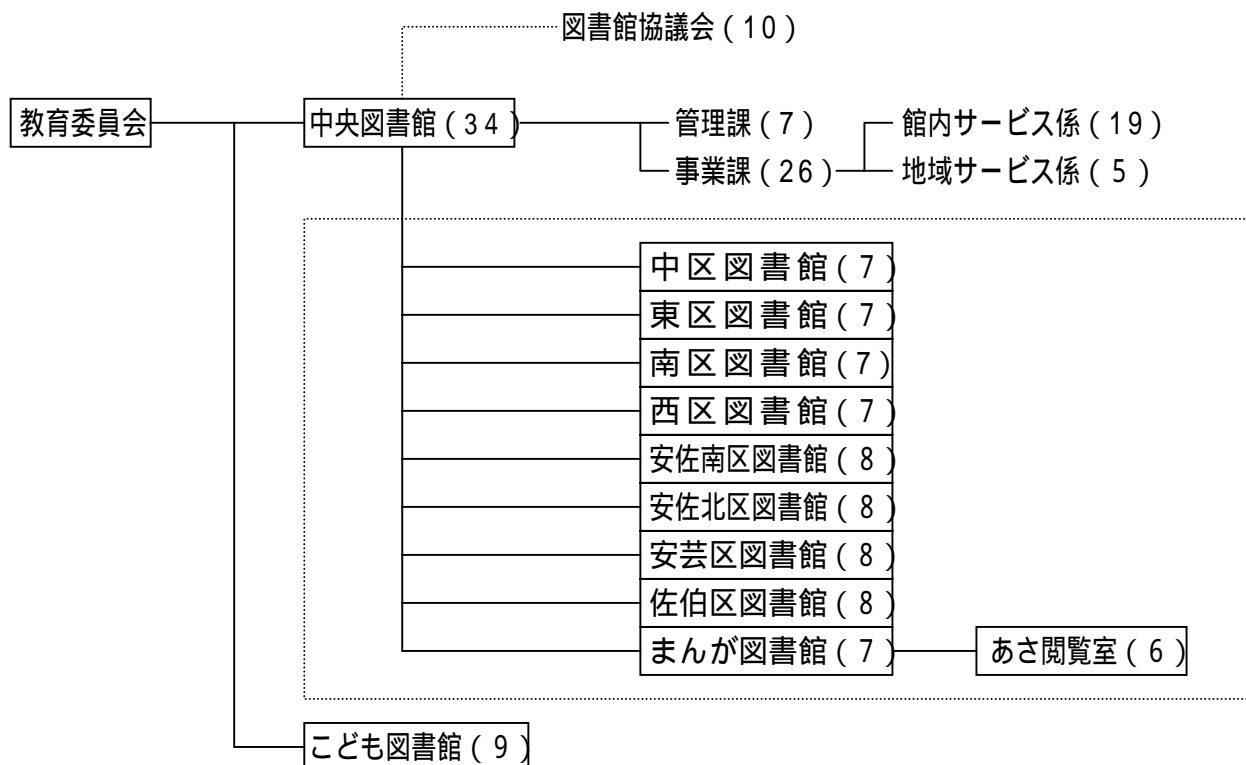 図書館協議会(10)
教育委員会 中央図書館(34) 管理課(7) 館内サービス係(19)
事業課(26) 地域サービス係(5)
中区図書館(7)
東区図書館(7)
南区図書館(7)
西区図書館(7)
安佐南区図書館(8)
安佐北区図書館(8)
安芸区図書館(8)
佐伯区図書館(8)
まんが図書館(7) あさ閲覧室(6)
こども図書館(9)